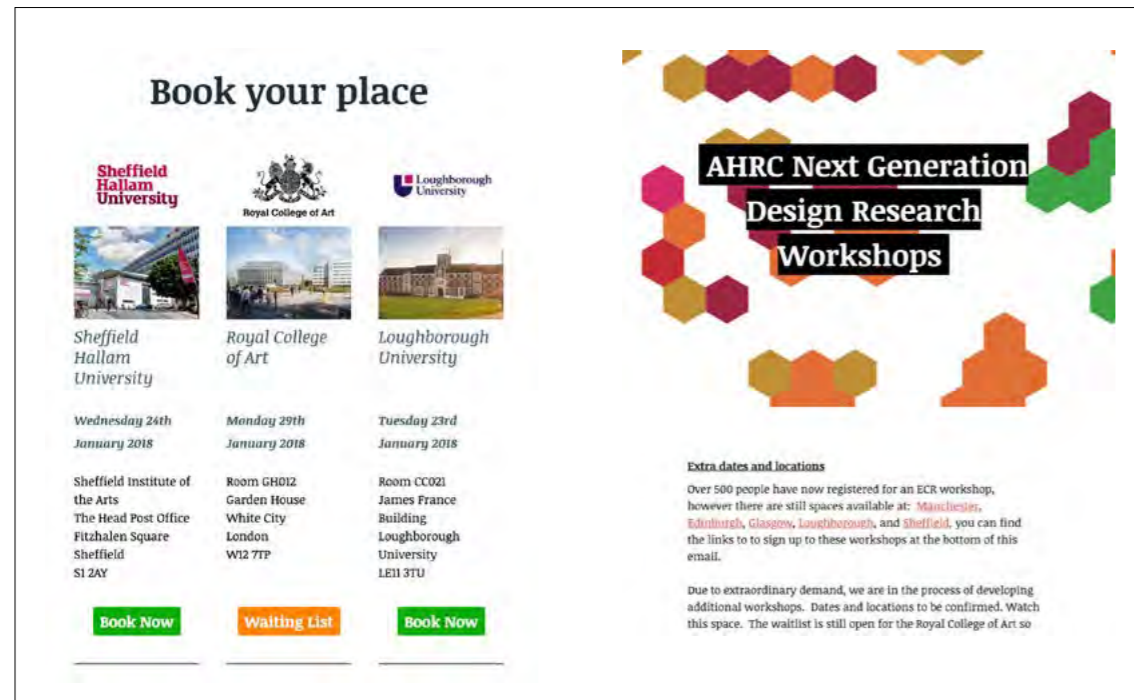 Book your place
Sheffield
Hallam
University
Royal College of Art
Loughborough
University
Sheffield
Hallam
University
Wednesday 24th
January 2018
Sheffield Institute of
the Arts
The Head Post Office
Fitzhalen Square
Sheffield
S1 2AY
Book Now
Royal College
of Art
Monday 29th
January 2018
Room GH012
Garden House
White City
London
W12 7TP
Waiting List
Loughborough
University
Tuesday 23rd
January 2018
Room CC021
James France
Building
Loughborough
University
LE11 3TU
Book Now
AHRC Next Generation
Design Research
Workshops
Extra dates and locations
Over 500 people have now registered for an ECR workshop,
however there are still spaces available at: Manchester,
Edinburgh, Glasgow, Loughborough, and Sheffield, you can find
the links to to sign up to these workshops at the bottom of this
email.
Due to extraordinary demand, we are in the process of developing
additional workshops. Dates and locations to be confirmed. Watch
this space. The waitlist is still open for the Royal College of Art so